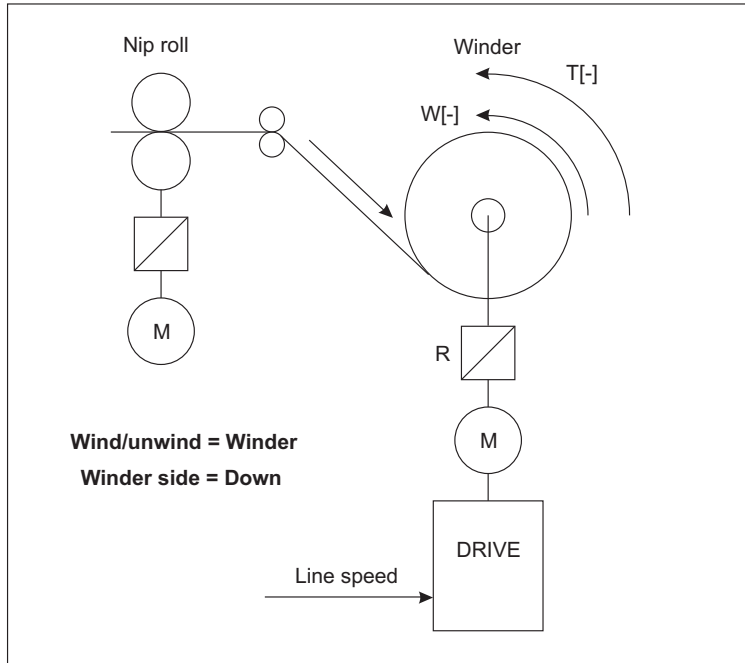 Nip roll
Winder
T[-]
W[-]
M
R
M
Wind/unwind = Winder
Winder side = Down
DRIVE
Line speed